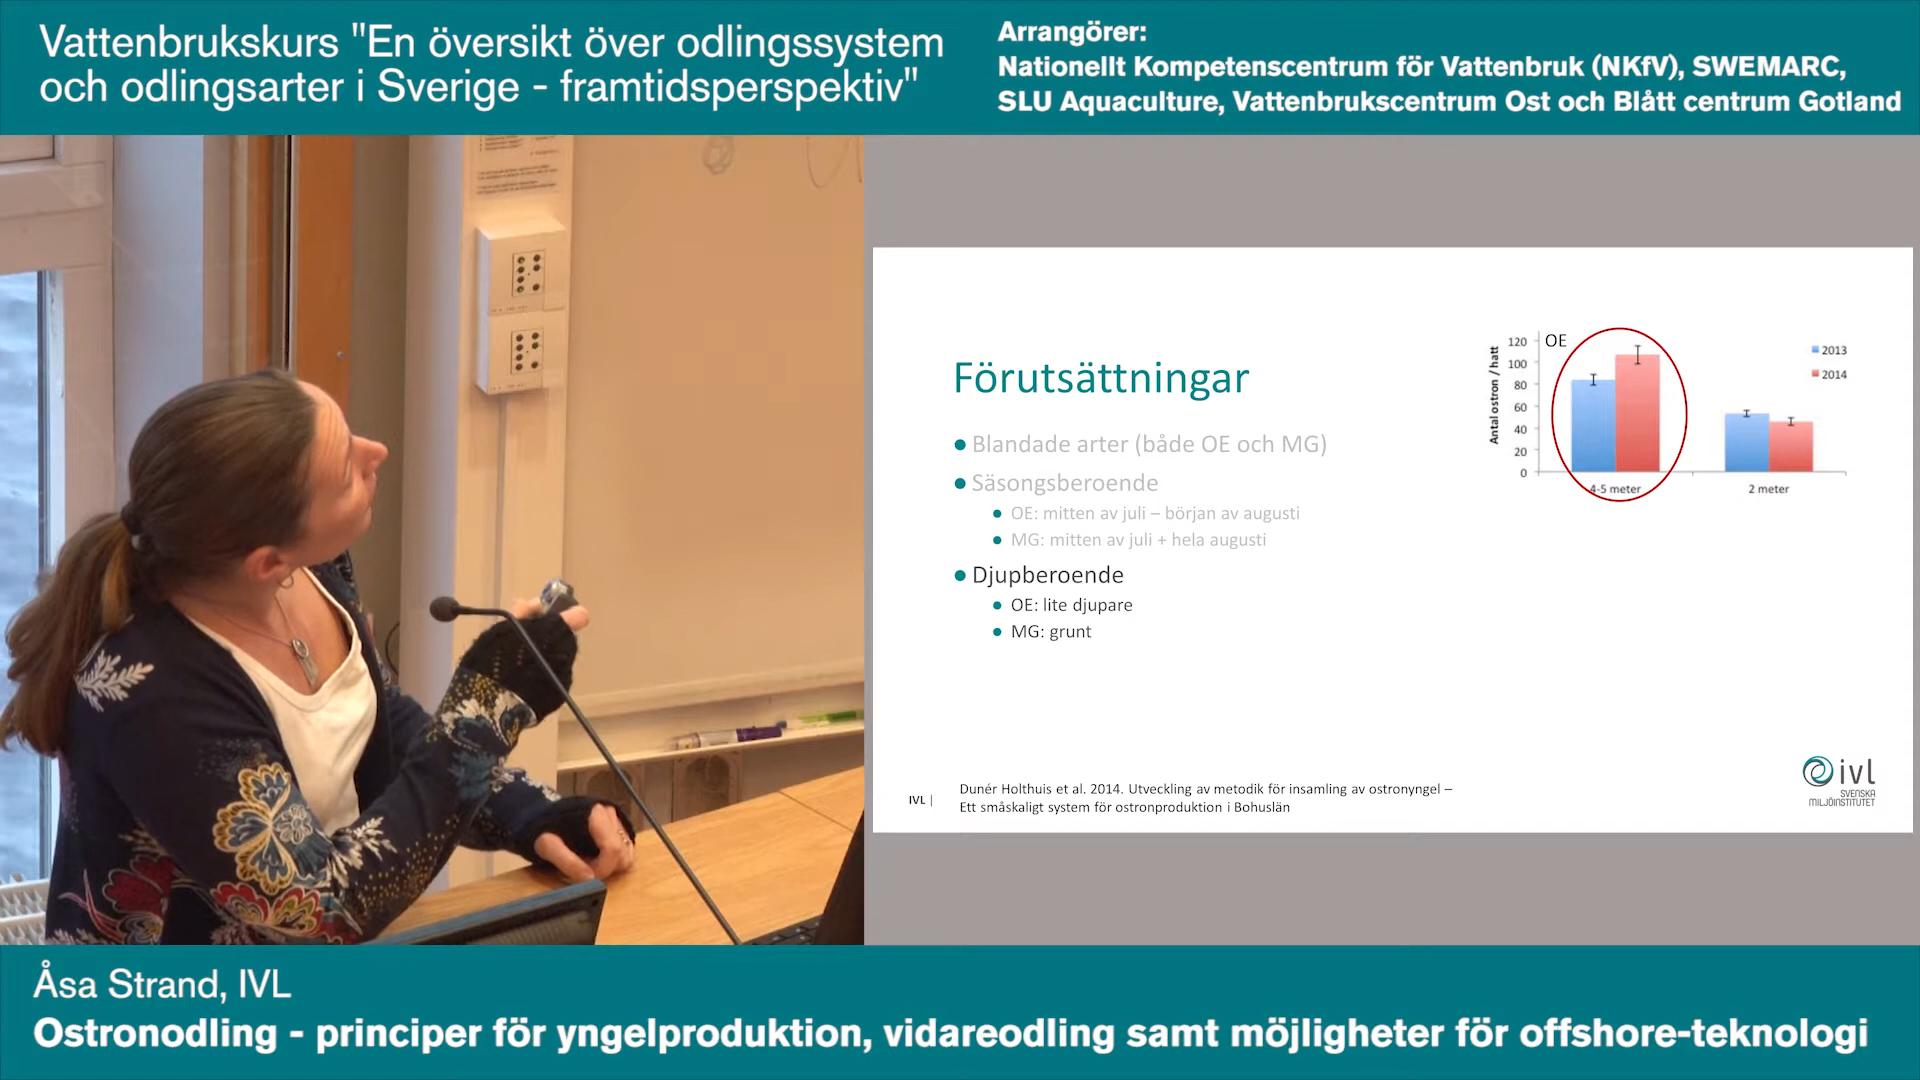 Vattenbrukskurs "En översikt över odlingssystem
och odlingsarter i Sverige - framtidsperspektiv"
Arrangörer:
Nationellt Kompetenscentrum för Vattenbruk (NKfV), SWEMARC,
SLU Aquaculture, Vattenbrukscentrum Ost och Blått centrum Gotland
Förutsättningar
Blandade arter (både OE och MG)
Säsongsberoende
OE: mitten av juli – början av augusti
MG: mitten av juli + hela augusti
Djupberoende
OE: lite djupare
MG: grunt
Antal ostron / hatt
120
100
80
60
40
20
0
OE
2013
2014
4-5 meter
2 meter
IVL |
Dunér Holthuis et al. 2014. Utveckling av metodik för insamling av ostronyngel –
Ett småskaligt system för ostronproduktion i Bohuslän
ivl
SVENSKA
MILJÖINSTITUTET
Åsa Strand, IVL
Ostronodling - principer för yngelproduktion, vidareodling samt möjligheter för offshore-teknologi